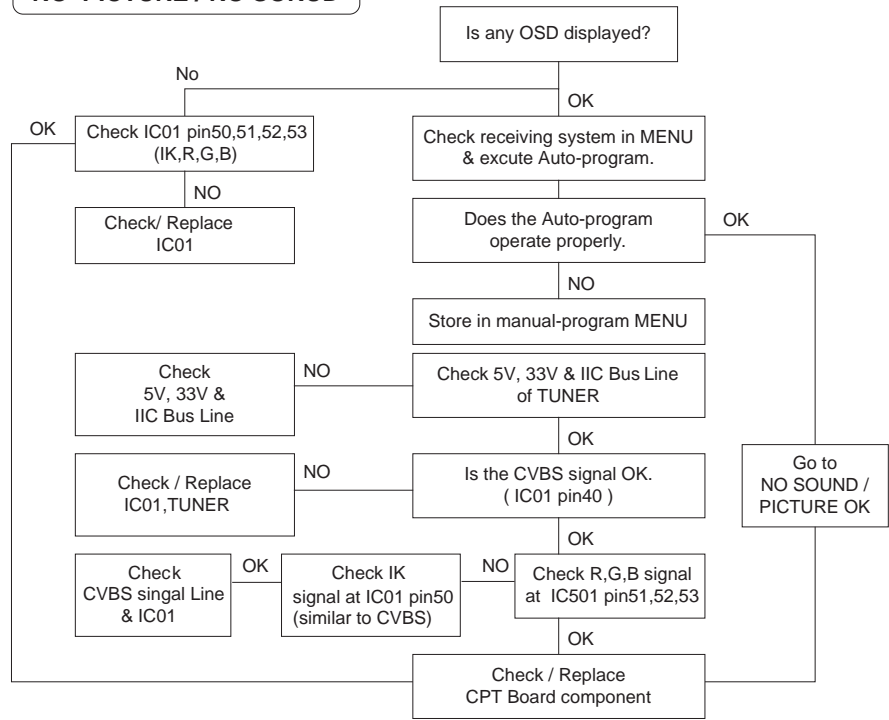 Is any OSD displayed?
No
OK
OK
Check IC01 pin50,51,52,53
(IK,R,G,B)
Check receiving system in MENU
& excute Auto-program.
NO
Check/ Replace
IC01
Does the Auto-program
operate properly.
OK
NO
Store in manual-program MENU
Check
5V, 33V &
IIC Bus Line
NO
Check 5V, 33V & IIC Bus Line
of TUNER
OK
Check / Replace
IC01,TUNER
NO
Is the CVBS signal OK.
( IC01 pin40 )
Go to
NO SOUND /
PICTURE OK
OK
Check
CVBS singal Line
& IC01
OK
Check IK
signal at IC01 pin50
(similar to CVBS)
NO
Check R,G,B signal
at IC501 pin51,52,53
OK
Check / Replace
CPT Board component